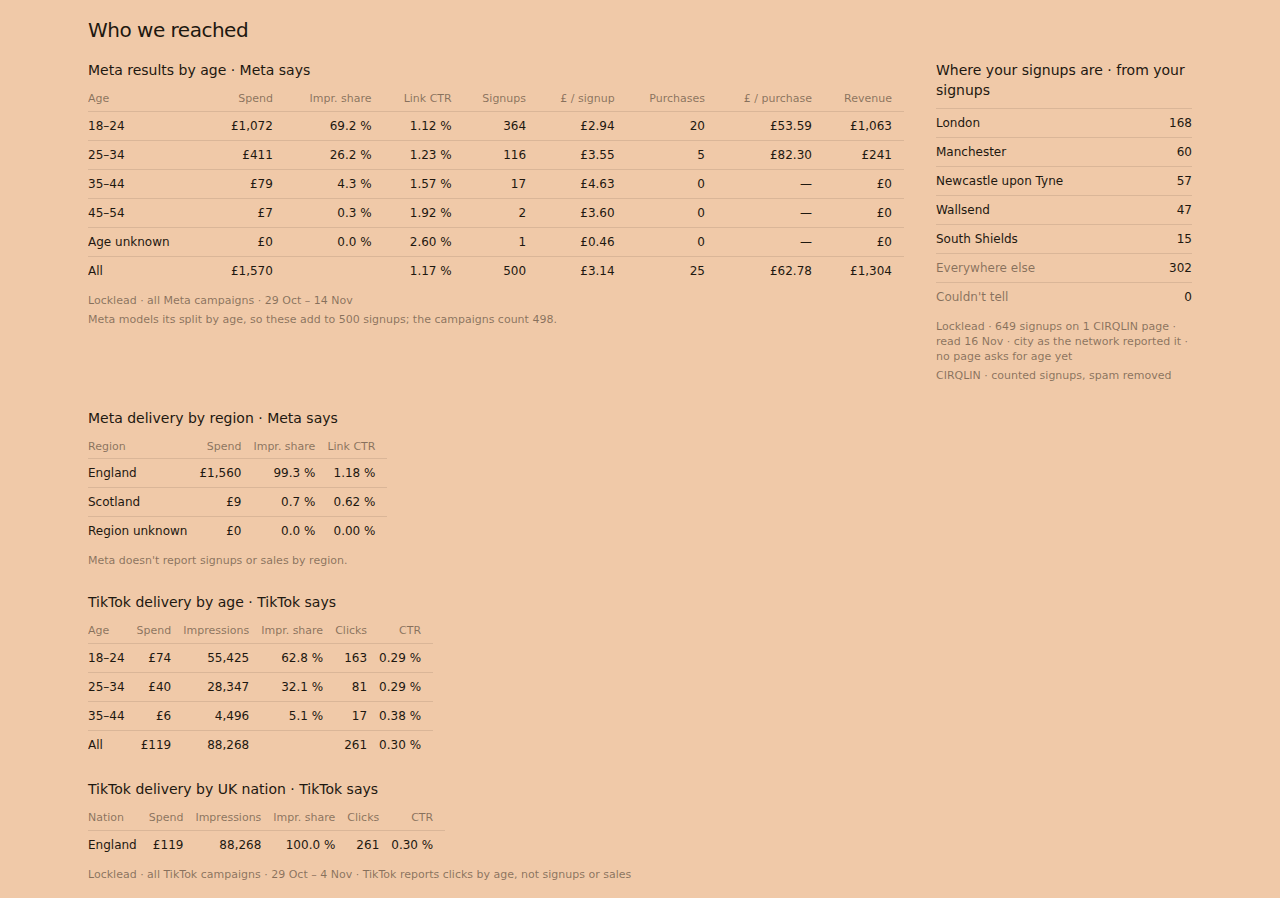 Who we reached
Meta results by age · Meta says
Age Spend Impr. share Link CTR Signups £ / signup Purchases £ / purchase Revenue
18–24 £1,072 69.2 % 1.12 % 364 £2.94 20 £53.59 £1,063
25–34 £411 26.2 % 1.23 % 116 £3.55 5 £82.30 £241
35–44 £79 4.3 % 1.57 % 17 £4.63 0 — £0
45–54 £7 0.3 % 1.92 % 2 £3.60 0 — £0
Age unknown £0 0.0 % 2.60 % 1 £0.46 0 — £0
All £1,570 1.17 % 500 £3.14 25 £62.78 £1,304
Locklead · all Meta campaigns · 29 Oct – 14 Nov
Meta models its split by age, so these add to 500 signups; the campaigns count 498.
Where your signups are · from your
signups
London 168
Manchester 60
Newcastle upon Tyne 57
Wallsend 47
South Shields 15
Everywhere else 302
Couldn't tell 0
Locklead · 649 signups on 1 CIRQLIN page ·
read 16 Nov · city as the network reported it ·
no page asks for age yet
CIRQLIN · counted signups, spam removed
Meta delivery by region · Meta says
Region Spend Impr. share Link CTR
England £1,560 99.3 % 1.18 %
Scotland £9 0.7 % 0.62 %
Region unknown £0 0.0 % 0.00 %
Meta doesn't report signups or sales by region.
TikTok delivery by age · TikTok says
Age Spend Impressions Impr. share Clicks CTR
18–24 £74 55,425 62.8 % 163 0.29 %
25–34 £40 28,347 32.1 % 81 0.29 %
35–44 £6 4,496 5.1 % 17 0.38 %
All £119 88,268 261 0.30 %
TikTok delivery by UK nation · TikTok says
Nation Spend Impressions Impr. share Clicks CTR
England £119 88,268 100.0 % 261 0.30 %
Locklead · all TikTok campaigns · 29 Oct – 4 Nov · TikTok reports clicks by age, not signups or sales